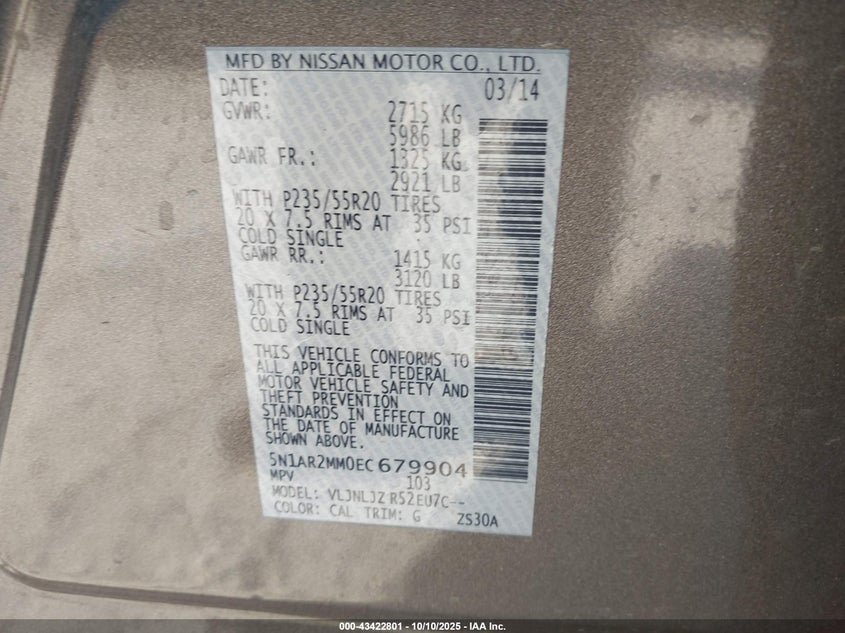 MFD BY NISSAN MOTOR CO., LTD.
DATE: 03/14
GVWR: 2715 KG
5986 LB
GAWR FR.: 1325 KG
2921 LB
WITH P235/55R20 TIRES
20 X 7.5 RIMS AT 35 PSI
COLD SINGLE
GAWR RR.: 1415 KG
3120 LB
WITH P235/55R20 TIRES
20 X 7.5 RIMS AT 35 PSI
COLD SINGLE
THIS VEHICLE CONFORMS TO
ALL APPLICABLE FEDERAL
MOTOR VEHICLE SAFETY AND
THEFT PREVENTION
STANDARDS IN EFFECT ON
THE DATE OF MANUFACTURE
SHOWN ABOVE.
5N1AR2MM0EC679904
MPV 103
MODEL: VLJNLJZ R52EU7C--
COLOR: CAL TRIM: G ZS30A
000-43422801 - 10/10/2025 - IAA Inc.